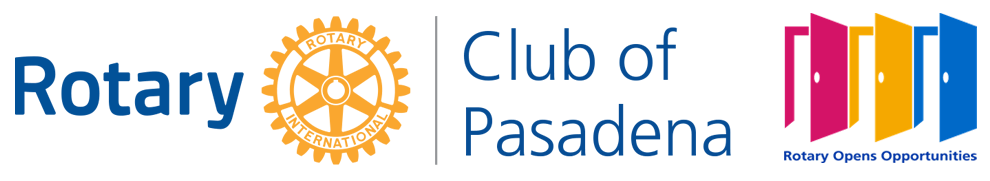 Rotary
ROTARY
INTERNATIONAL
Club of
Pasadena
Rotary Opens Opportunities